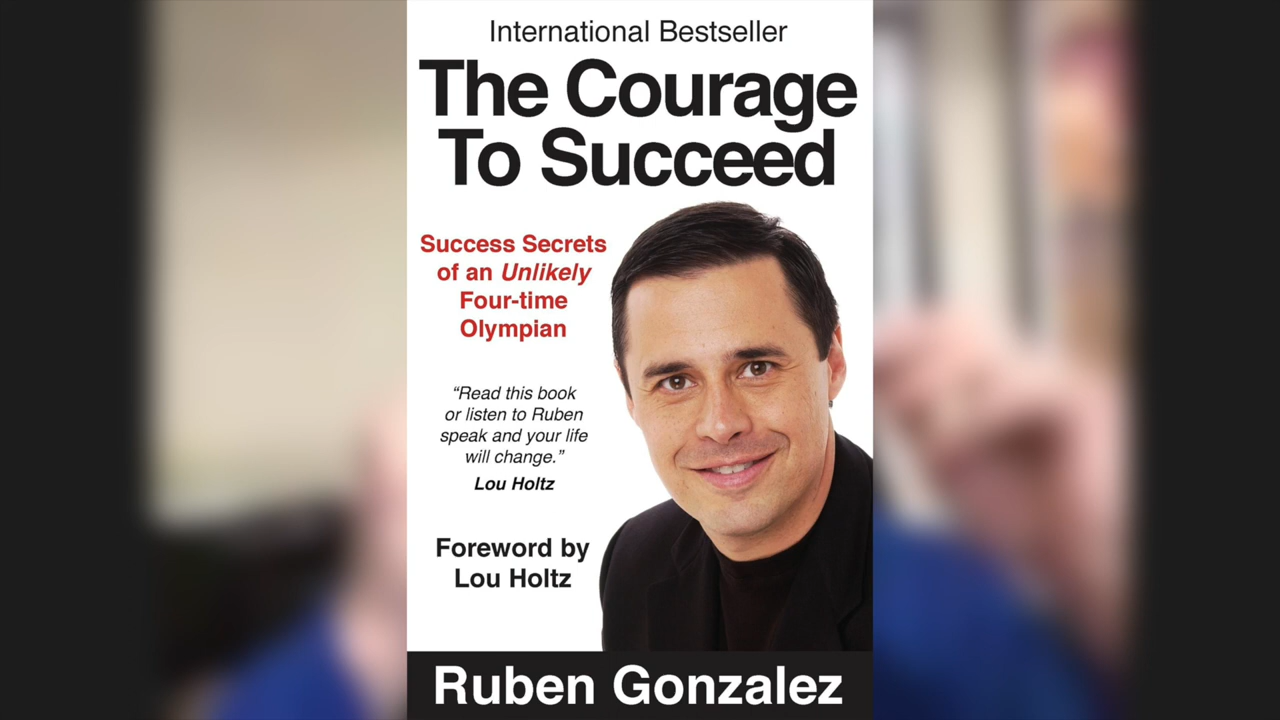 International Bestseller
The Courage
To Succeed
Success Secrets
of an Unlikely
Four-time
Olympian
“Read this book
or listen to Ruben
speak and your life
will change.”
Lou Holtz
Foreword by
Lou Holtz
Ruben Gonzalez